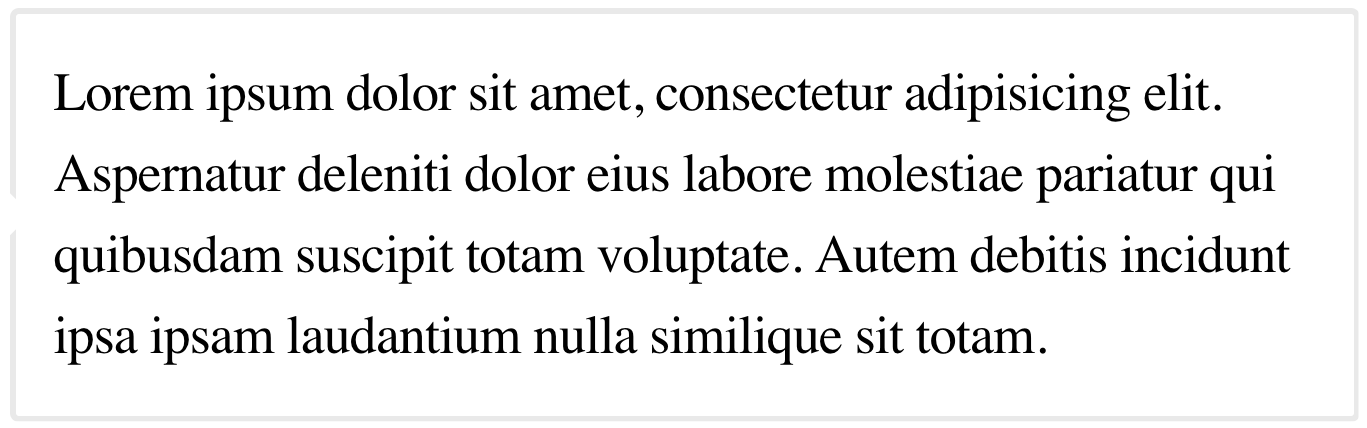 Lorem ipsum dolor sit amet, consectetur adipisicing elit.
Aspernatur deleniti dolor eius labore molestiae pariatur qui
quibusdam suscipit totam voluptate. Autem debitis incidunt
ipsa ipsam laudantium nulla similique sit totam.